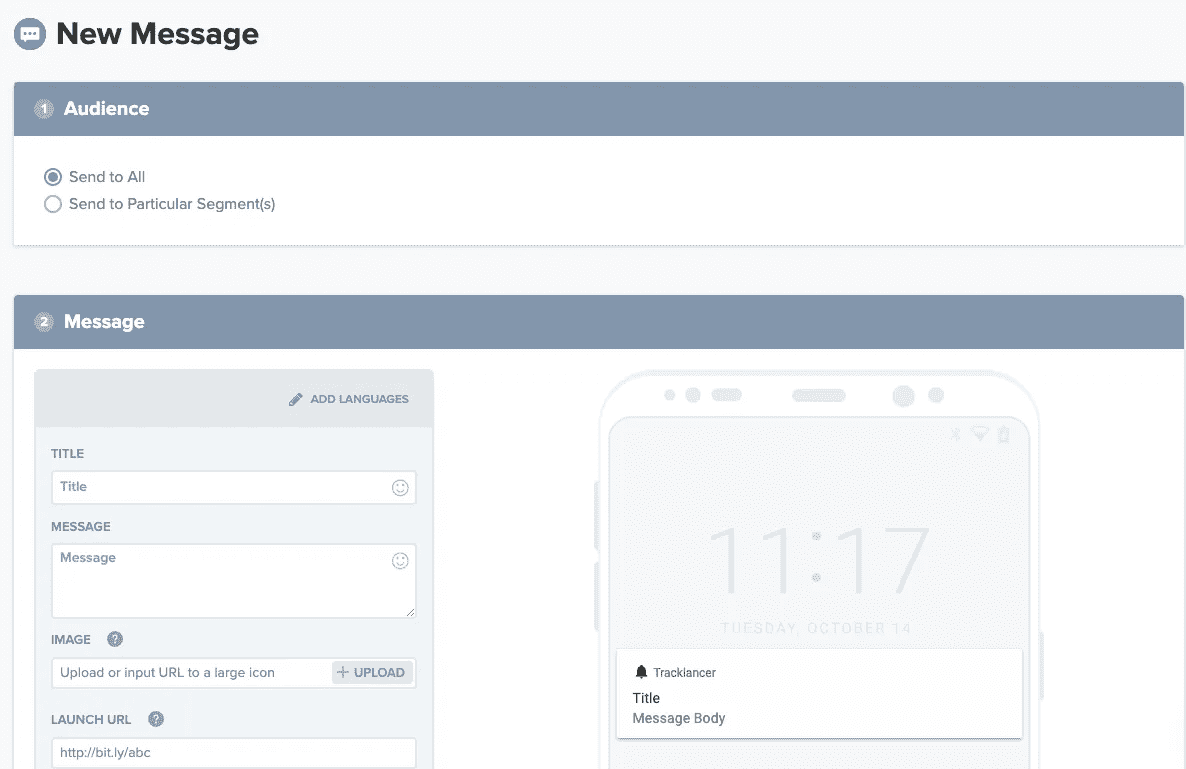 New Message
1 Audience
Send to All
Send to Particular Segment(s)
2 Message
ADD LANGUAGES
TITLE
Title
MESSAGE
Message
IMAGE ?
Upload or input URL to a large icon + UPLOAD
LAUNCH URL ?
http://bit.ly/abc
11:17
TUESDAY, OCTOBER 14
Tracklancer
Title
Message Body